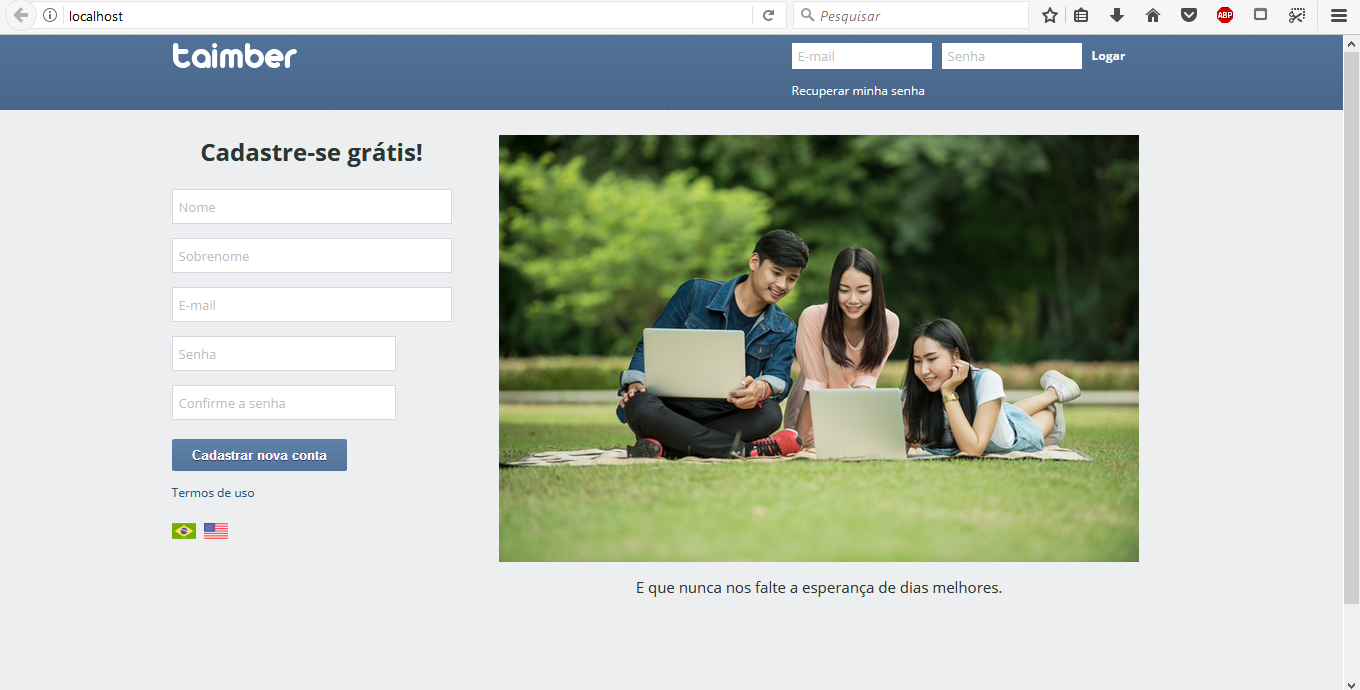 localhost
Pesquisar
ABP
taimber
E-mail
Senha
Logar
Recuperar minha senha
Cadastre-se grátis!
Nome
Sobrenome
E-mail
Senha
Confirme a senha
Cadastrar nova conta
Termos de uso
E que nunca nos falte a esperança de dias melhores.